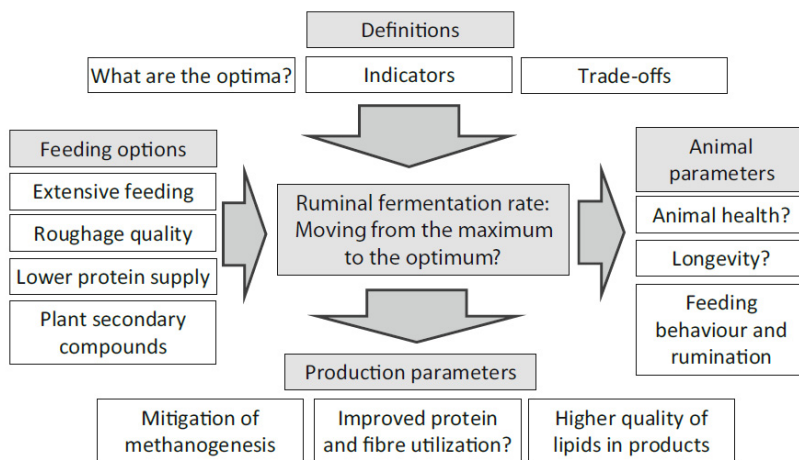 Definitions
What are the optima?
Indicators
Trade-offs
Feeding options
Extensive feeding
Roughage quality
Lower protein supply
Plant secondary
compounds
Ruminal fermentation rate:
Moving from the maximum
to the optimum?
Animal
parameters
Animal health?
Longevity?
Feeding
behaviour and
rumination
Production parameters
Mitigation of
methanogenesis
Improved protein
and fibre utilization?
Higher quality of
lipids in products